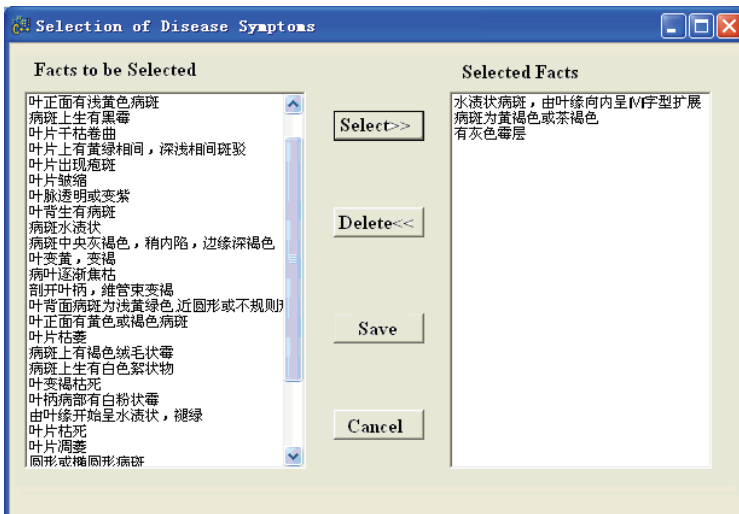 Selection of Disease Symptoms
Facts to be Selected
叶正面有浅黄色病斑
病斑上生有黑霉
叶片干枯卷曲
叶片上有黄绿相间，深浅相间斑驳
叶片出现疱斑
叶片皱缩
叶脉透明或变紫
叶背生有病斑
病斑水渍状
病斑中央灰褐色，稍内陷，边缘深褐色
叶变黄，变褐
病叶逐渐焦枯
剖开叶柄，维管束变褐
叶背面病斑为浅黄绿色,近圆形或不规则
叶正面有黄色或褐色病斑
叶片枯萎
病斑上有褐色绒毛状霉
病斑上生有白色絮状物
叶变褐枯死
叶柄病部有白粉状霉
由叶缘开始呈水渍状，褪绿
叶片枯死
叶片凋萎
圆形或椭圆形病斑
Select>>
Delete<<
Save
Cancel
Selected Facts
水渍状病斑，由叶缘向内呈IV字型扩展
病斑为黄褐色或茶褐色
有灰色霉层